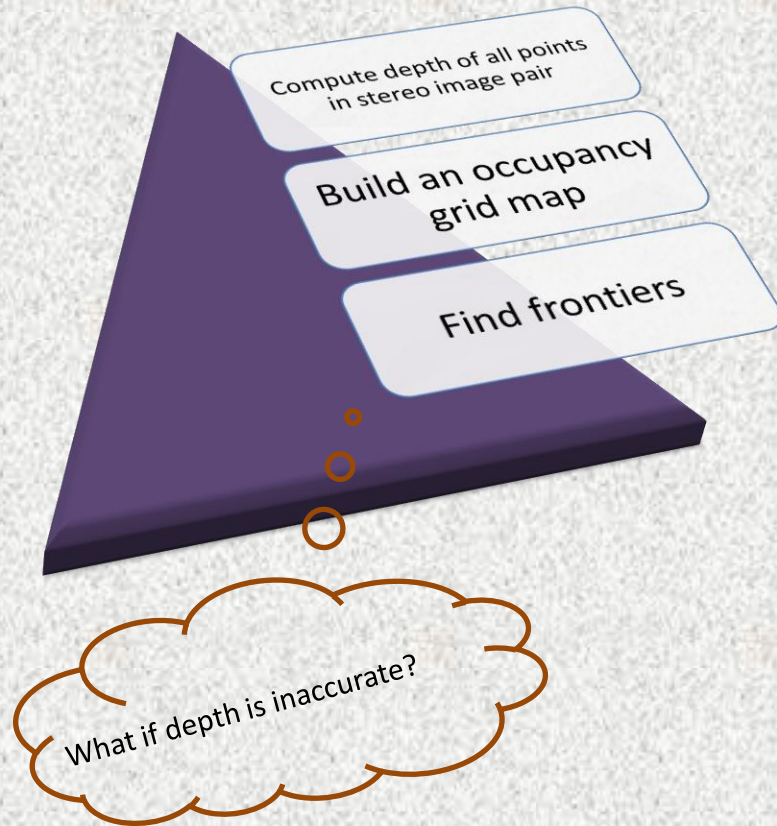 Compute depth of all points
in stereo image pair
Build an occupancy
grid map
Find frontiers
What if depth is inaccurate?